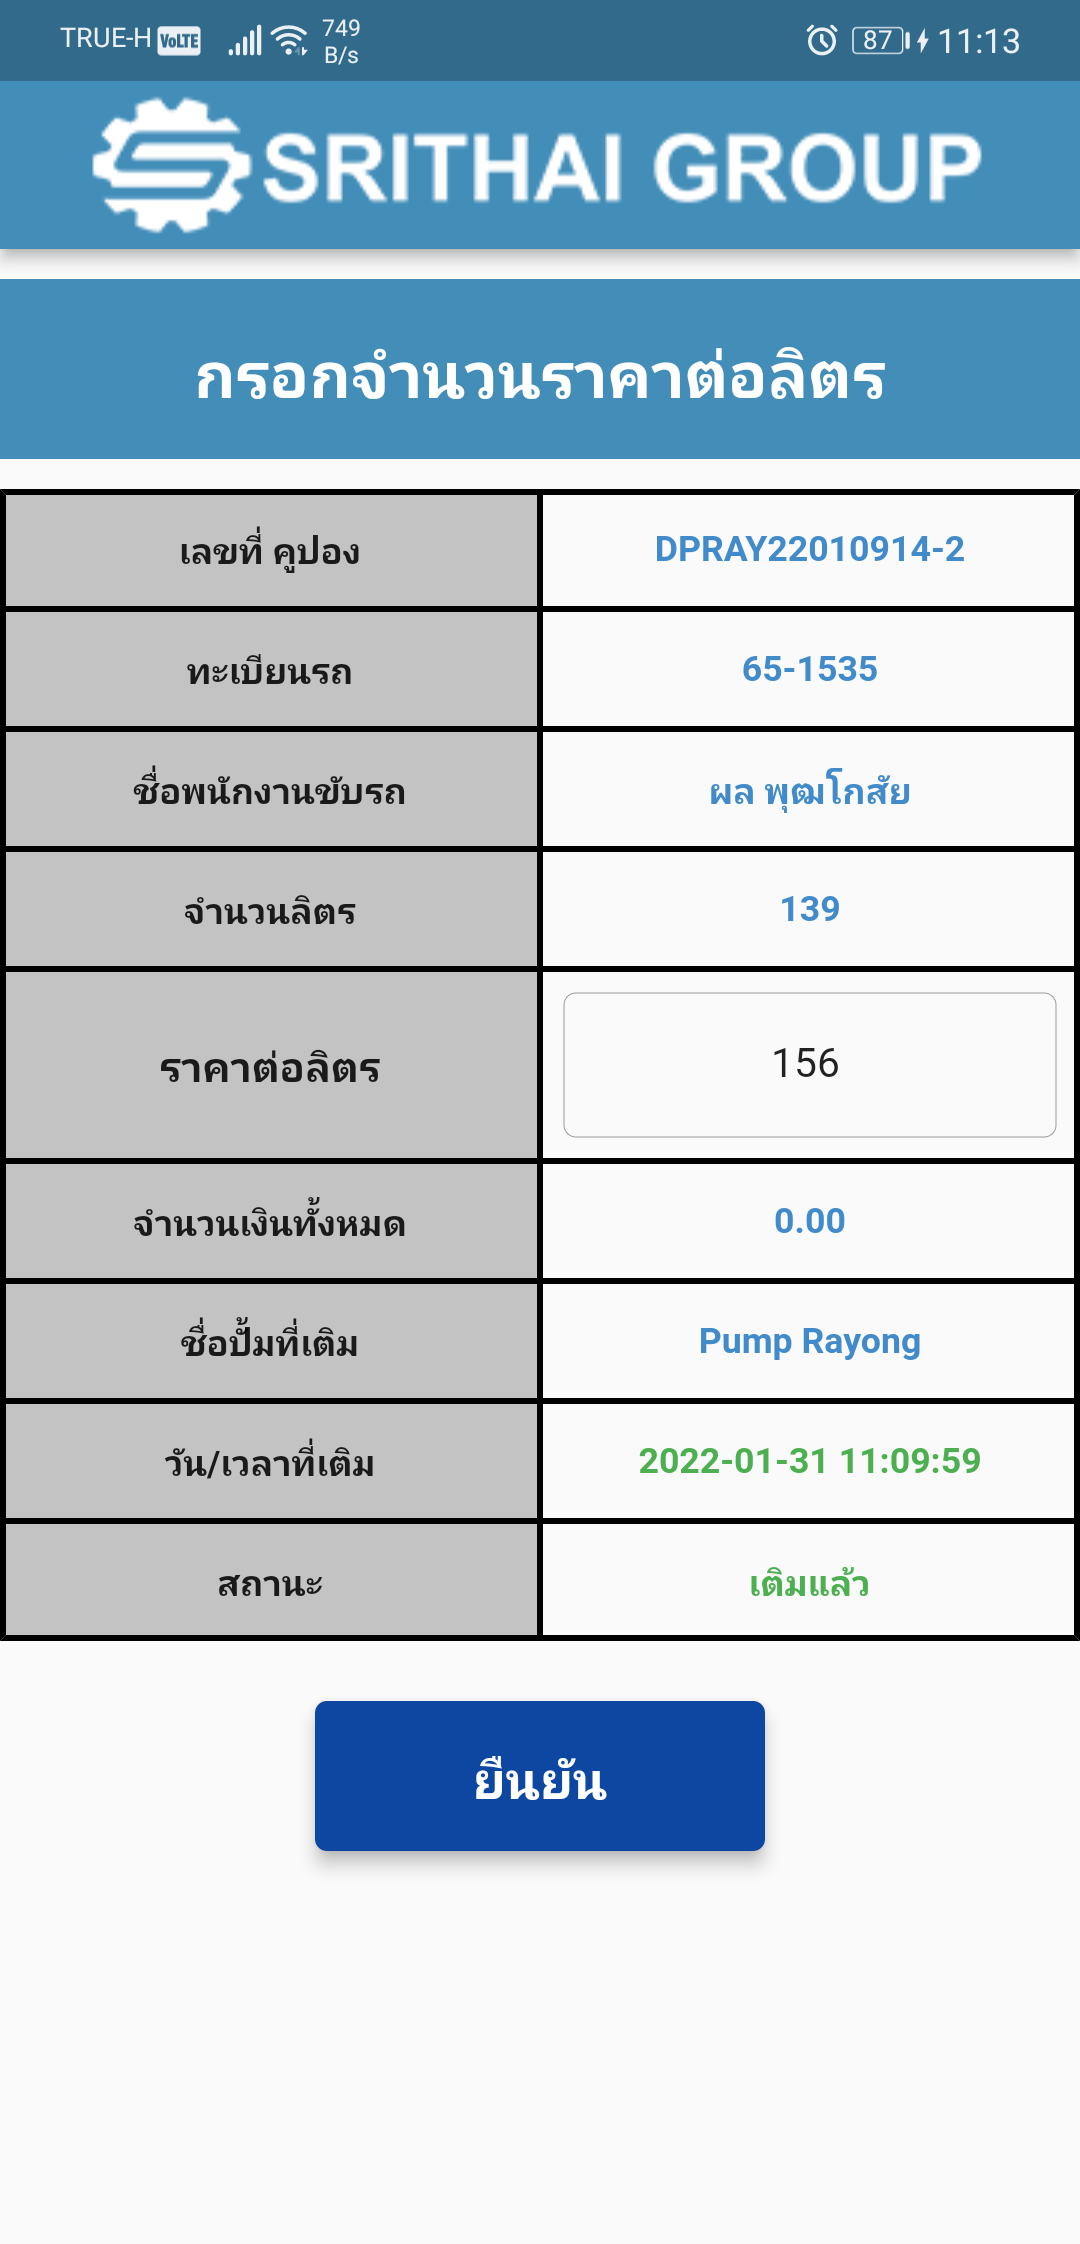 TRUE-H VoLTE 749 B/s 87 11:13
SRITHAI GROUP
กรอกจำนวนราคาต่อลิตร
เลขที่ คูปอง DPRAY22010914-2
ทะเบียนรถ 65-1535
ชื่อพนักงานขับรถ ผล พุฒโกสัย
จำนวนลิตร 139
ราคาต่อลิตร 156
จำนวนเงินทั้งหมด 0.00
ชื่อปั้มที่เติม Pump Rayong
วัน/เวลาที่เติม 2022-01-31 11:09:59
สถานะ เติมแล้ว
ยืนยัน